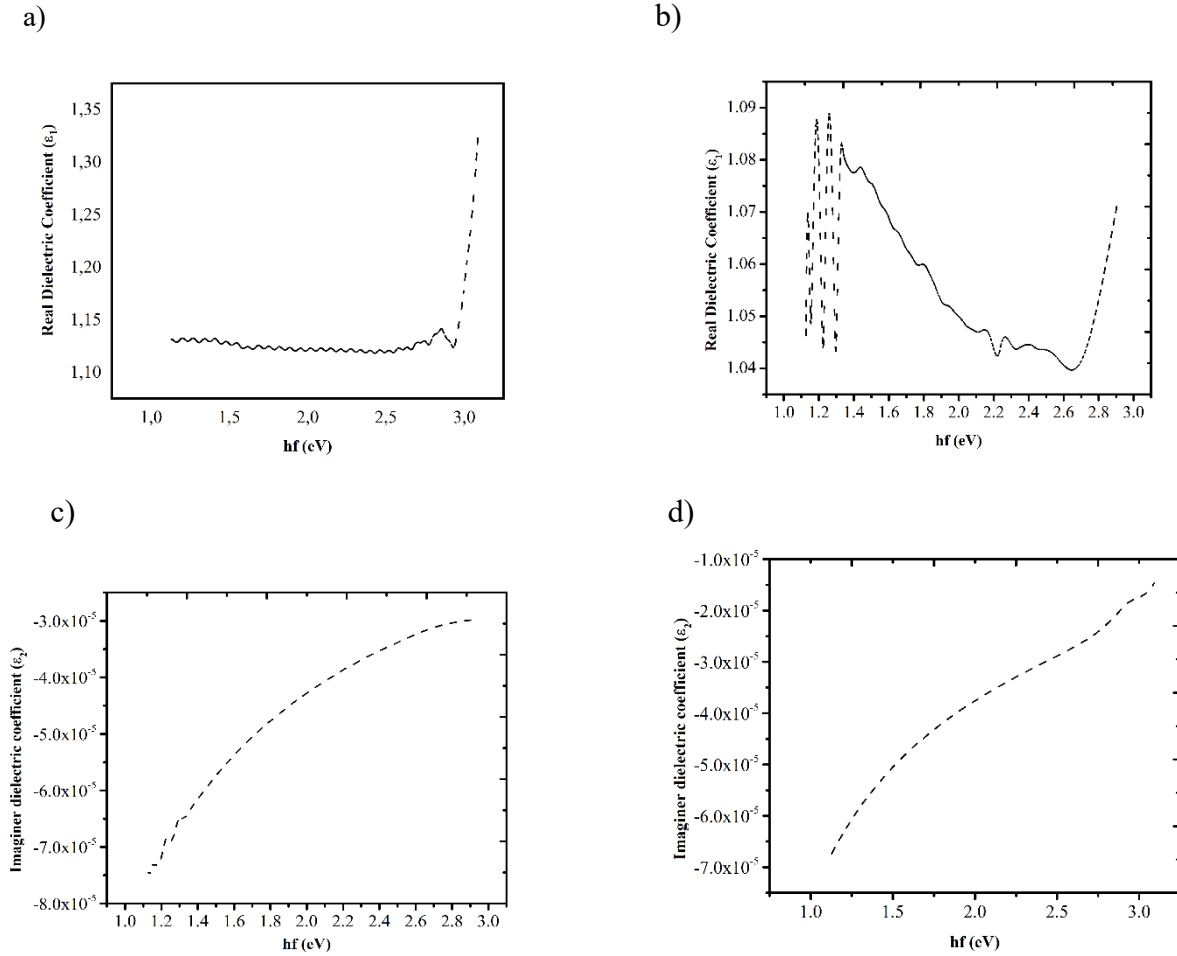 a)
Real Dielectric Coefficient (ε₁)
1,35
1,30
1,25
1,20
1,15
1,10
1,0
1,5
2,0
2,5
3,0
hf (eV)
b)
Real Dielectric Coefficient (ε₁)
1.09
1.08
1.07
1.06
1.05
1.04
1.0
1.2
1.4
1.6
1.8
2.0
2.2
2.4
2.6
2.8
3.0
hf (eV)
c)
Imaginer dielectric coefficient (ε₂)
-3.0x10⁻⁵
-4.0x10⁻⁵
-5.0x10⁻⁵
-6.0x10⁻⁵
-7.0x10⁻⁵
-8.0x10⁻⁵
1.0
1.2
1.4
1.6
1.8
2.0
2.2
2.4
2.6
2.8
3.0
hf (eV)
d)
Imaginer dielectric coefficient (ε₂)
-1.0x10⁻⁵
-2.0x10⁻⁵
-3.0x10⁻⁵
-4.0x10⁻⁵
-5.0x10⁻⁵
-6.0x10⁻⁵
-7.0x10⁻⁵
1.0
1.5
2.0
2.5
3.0
hf (eV)